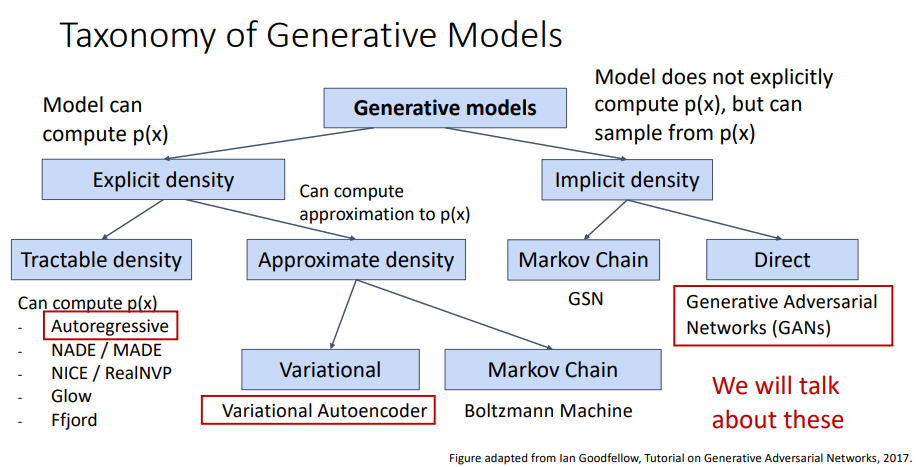 Taxonomy of Generative Models
Model can
compute p(x)
Generative models
Model does not explicitly
compute p(x), but can
sample from p(x)
Explicit density
Can compute
approximation to p(x)
Implicit density
Tractable density
Approximate density
Markov Chain
Direct
Can compute p(x)
- Autoregressive
- NADE / MADE
- NICE / RealNVP
- Glow
- Ffjord
GSN
Generative Adversarial
Networks (GANs)
Variational
Markov Chain
Variational Autoencoder
Boltzmann Machine
We will talk
about these
Figure adapted from Ian Goodfellow, Tutorial on Generative Adversarial Networks, 2017.